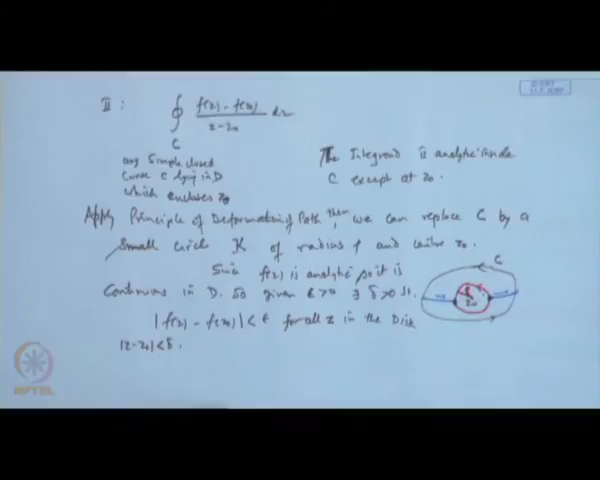 II : ∮ f(z) - f(z0) / z - z0 dz
C
any simple closed
curve C lying in D
which encloses z0
The Integrand is analytic inside
C except at z0.
Apply Principle of Deformation of Path Thm, we can replace C by a
small circle K of radius ρ and centre z0.
Since f(z) is analytic so it is
continuous in D. So given ε>0 ∃ δ>0 st.
|f(z) - f(z0)| < ε for all z in the Disk
|z-z0|<δ.
C
z0
NPTEL